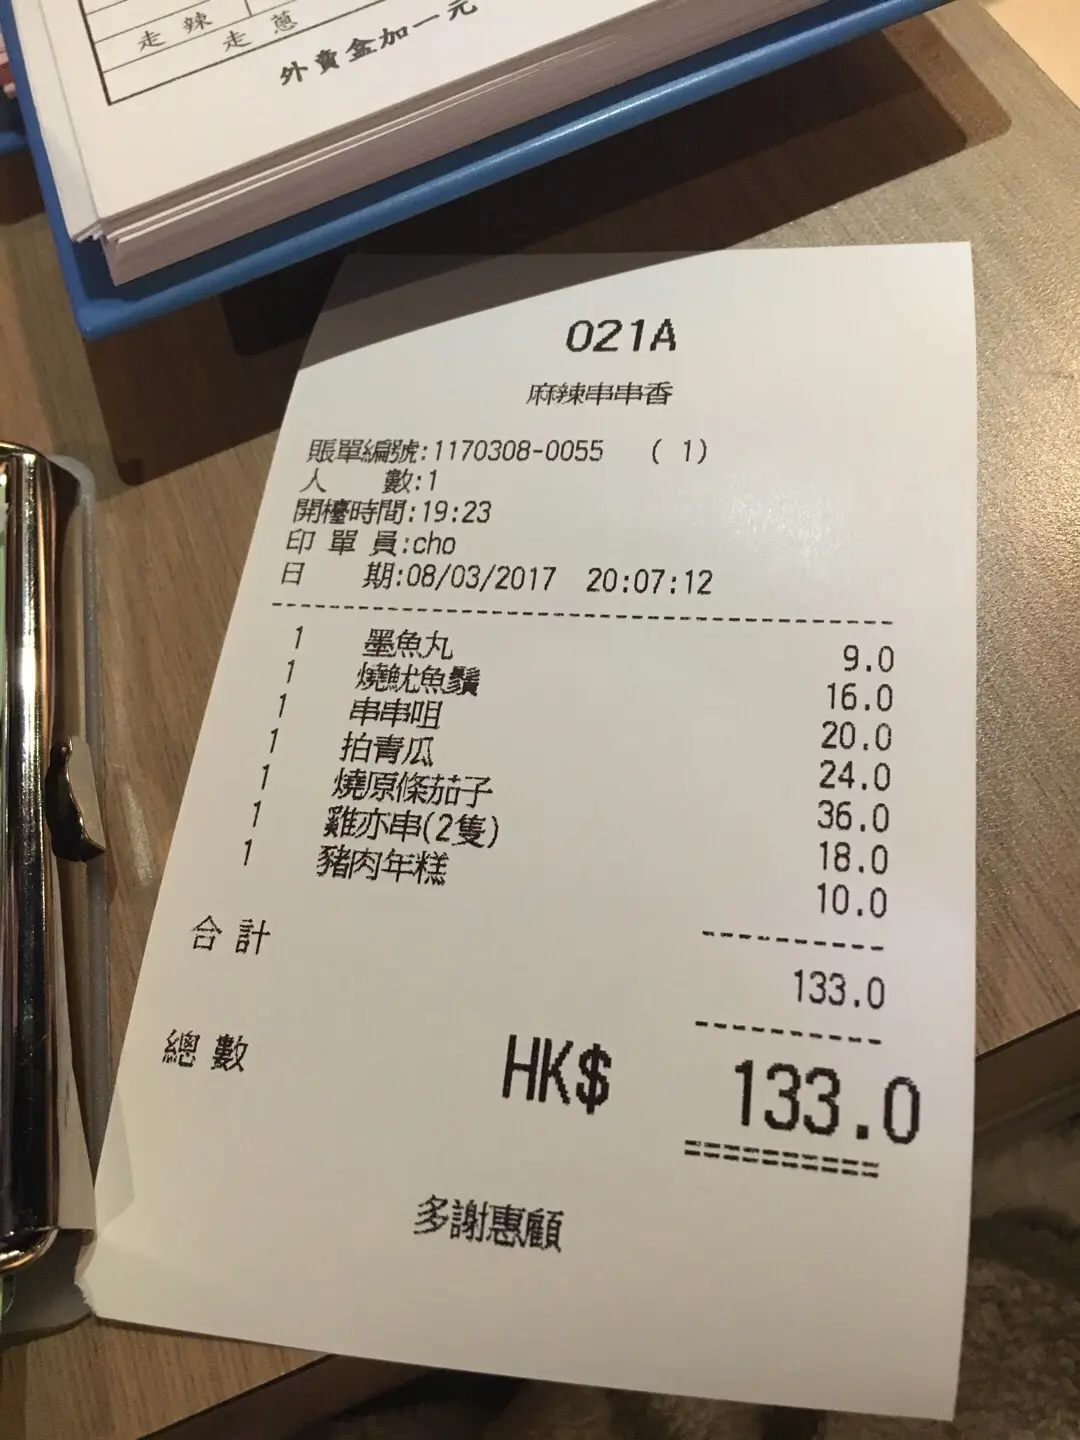 走辣
走蔥
外賣盒加一元
021A
麻辣串串香
賬單編號:1170308-0055 ( 1)
人 數:1
開檯時間:19:23
印單員:cho
日 期:08/03/2017 20:07:12
1 墨魚丸 9.0
1 燒魷魚鬚 16.0
1 串串咀 20.0
1 拍青瓜 24.0
1 燒原條茄子 36.0
1 雞亦串(2隻) 18.0
1 豬肉年糕 10.0
合計 133.0
總數 HK$ 133.0
多謝惠顧